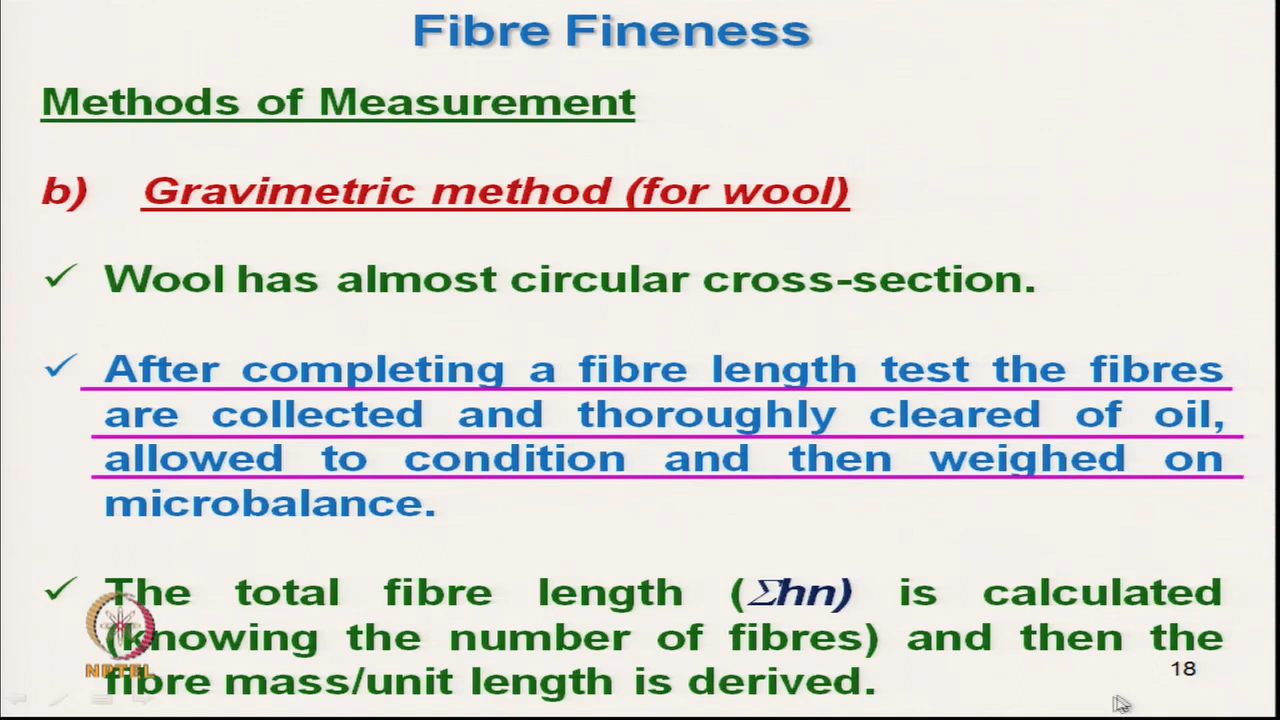 Fibre Fineness
Methods of Measurement
b) Gravimetric method (for wool)
✓ Wool has almost circular cross-section.
✓ After completing a fibre length test the fibres
are collected and thoroughly cleared of oil,
allowed to condition and then weighed on
microbalance.
✓ The total fibre length (Σhn) is calculated
(knowing the number of fibres) and then the
fibre mass/unit length is derived.
NPTEL
18